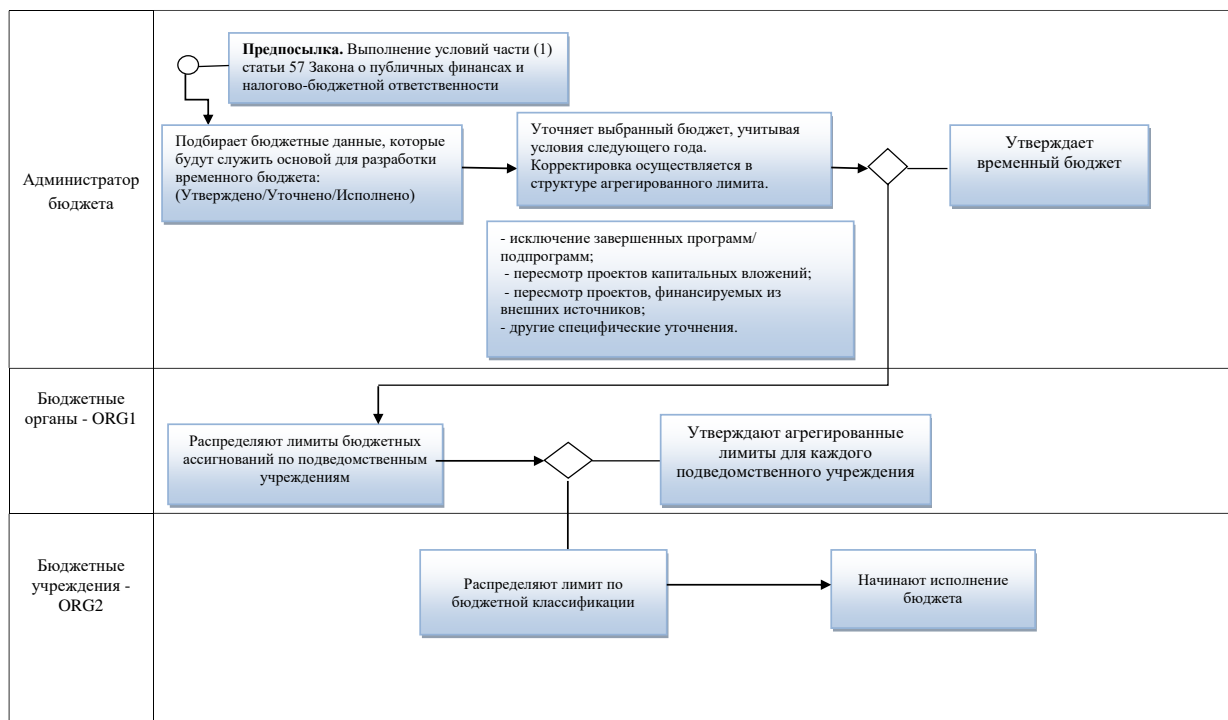 Администратор
бюджета
Предпосылка. Выполнение условий части (1)
статьи 57 Закона о публичных финансах и
налогово-бюджетной ответственности
Подбирает бюджетные данные, которые
будут служить основой для разработки
временного бюджета:
(Утверждено/Уточнено/Исполнено)
Уточняет выбранный бюджет, учитывая
условия следующего года.
Корректировка осуществляется в
структуре агрегированного лимита.
Утверждает
временный бюджет
- исключение завершенных программ/
подпрограмм;
- пересмотр проектов капитальных вложений;
- пересмотр проектов, финансируемых из
внешних источников;
- другие специфические уточнения.
Бюджетные
органы - ORG1
Распределяют лимиты бюджетных
ассигнований по подведомственным
учреждениям
Утверждают агрегированные
лимиты для каждого
подведомственного учреждения
Бюджетные
учреждения -
ORG2
Распределяют лимит по
бюджетной классификации
Начинают исполнение
бюджета